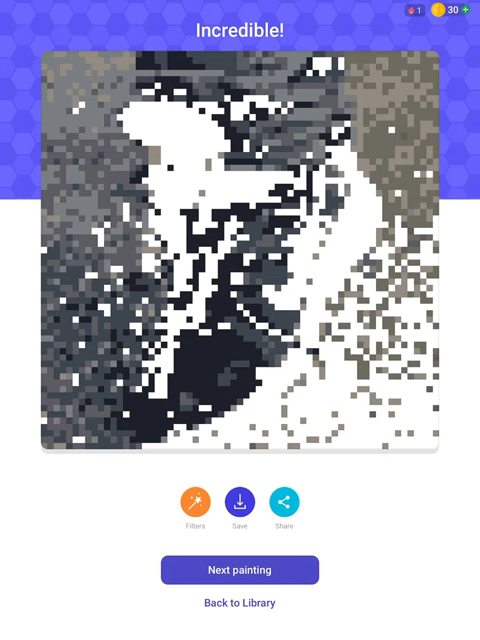 1
30 +
Incredible!
Filters Save Share
Next painting
Back to Library